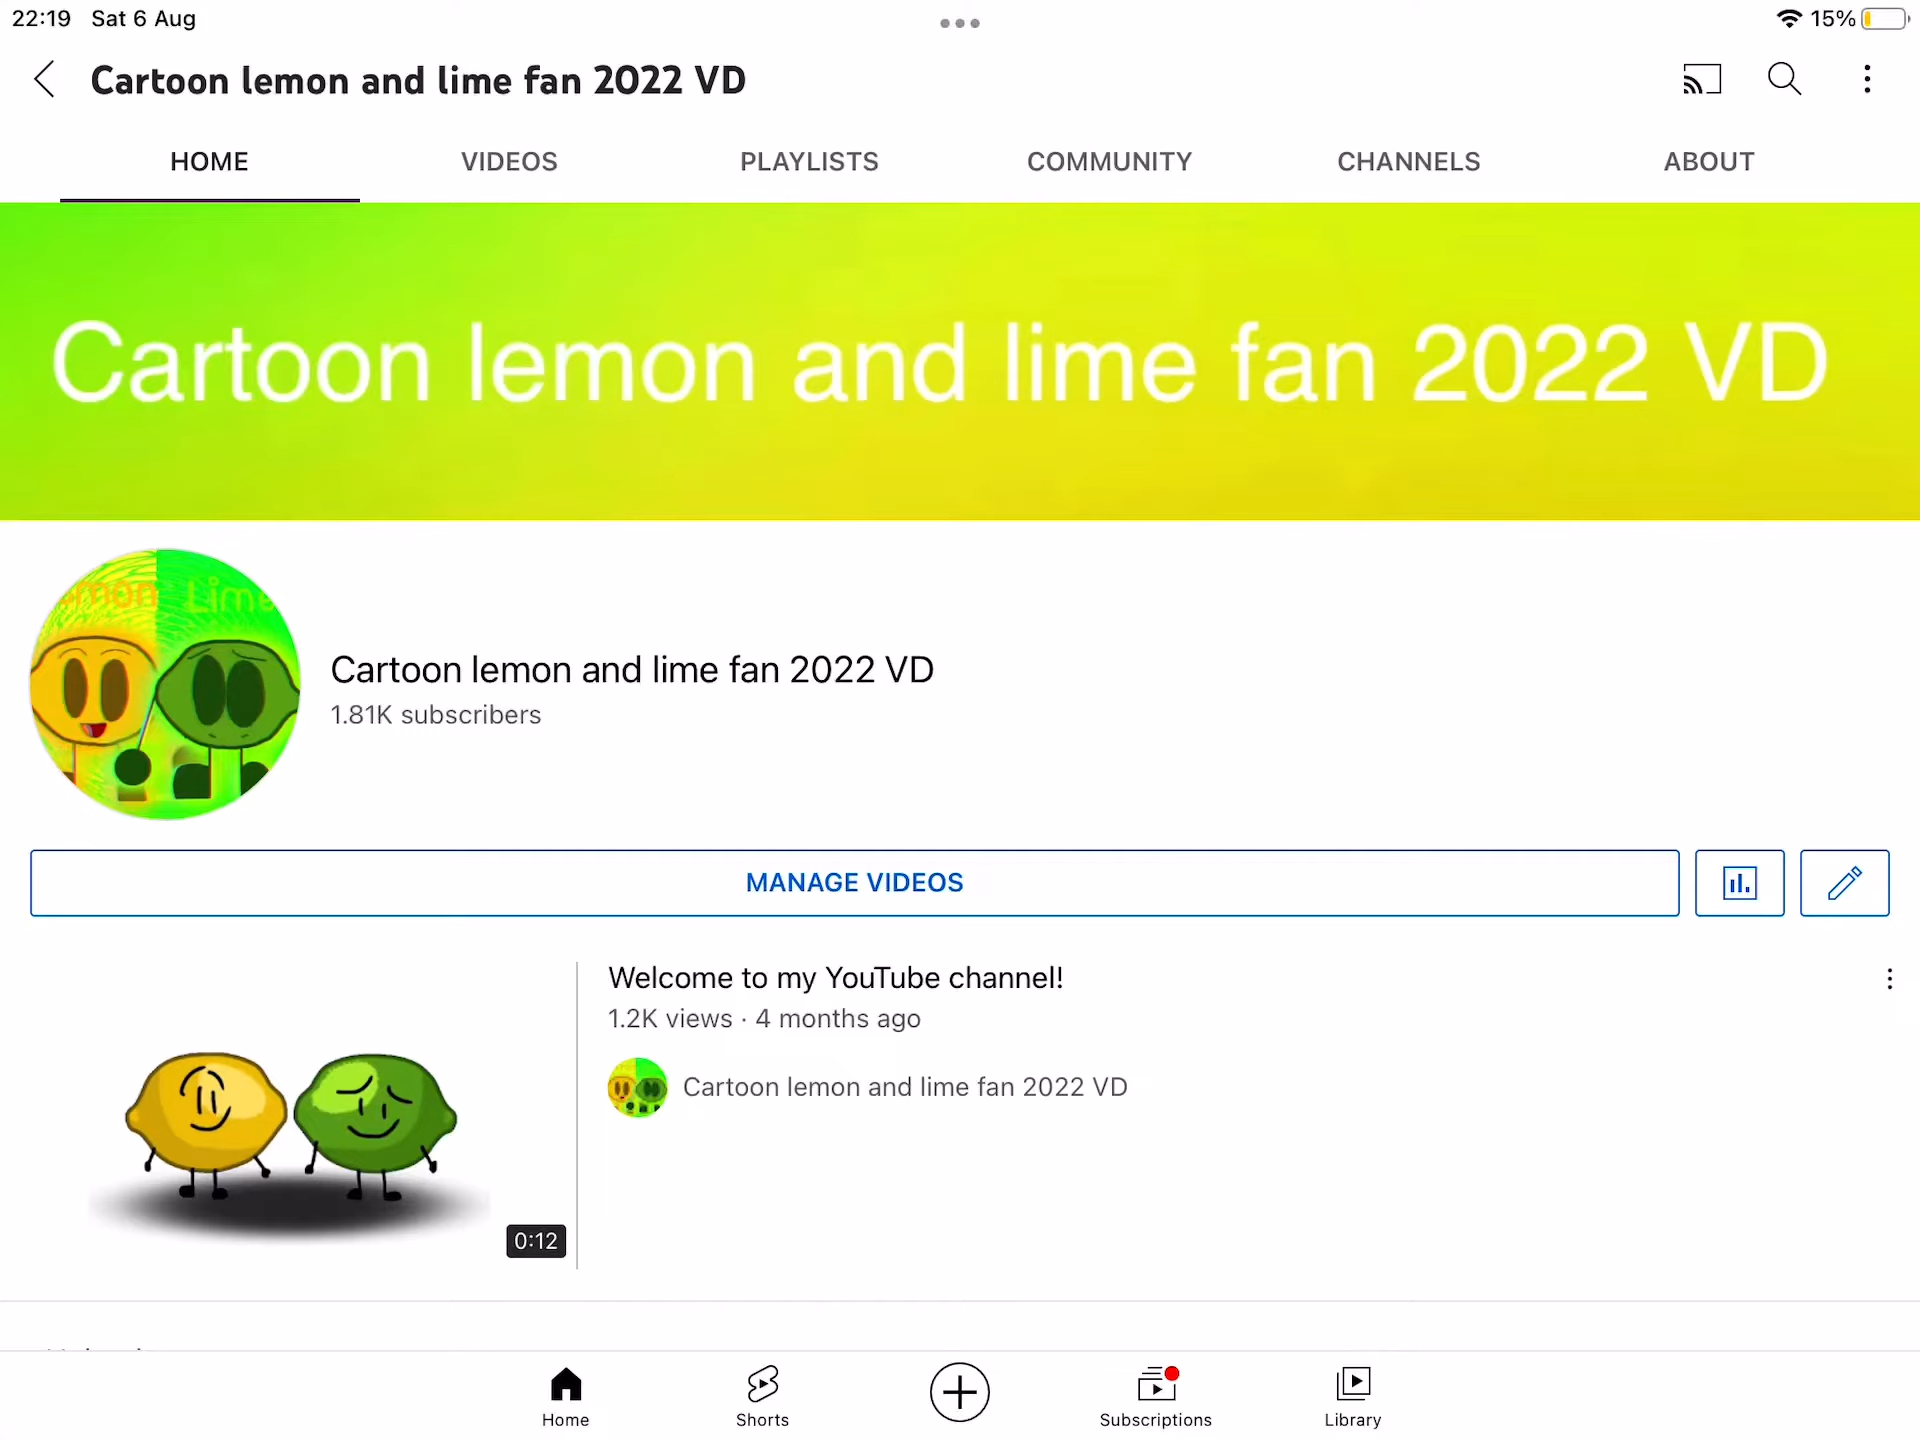 22:19 Sat 6 Aug
15%
Cartoon lemon and lime fan 2022 VD
HOME VIDEOS PLAYLISTS COMMUNITY CHANNELS ABOUT
Cartoon lemon and lime fan 2022 VD
emon Lime
Cartoon lemon and lime fan 2022 VD
1.81K subscribers
MANAGE VIDEOS
Welcome to my YouTube channel!
1.2K views · 4 months ago
Cartoon lemon and lime fan 2022 VD
0:12
Home Shorts Subscriptions Library